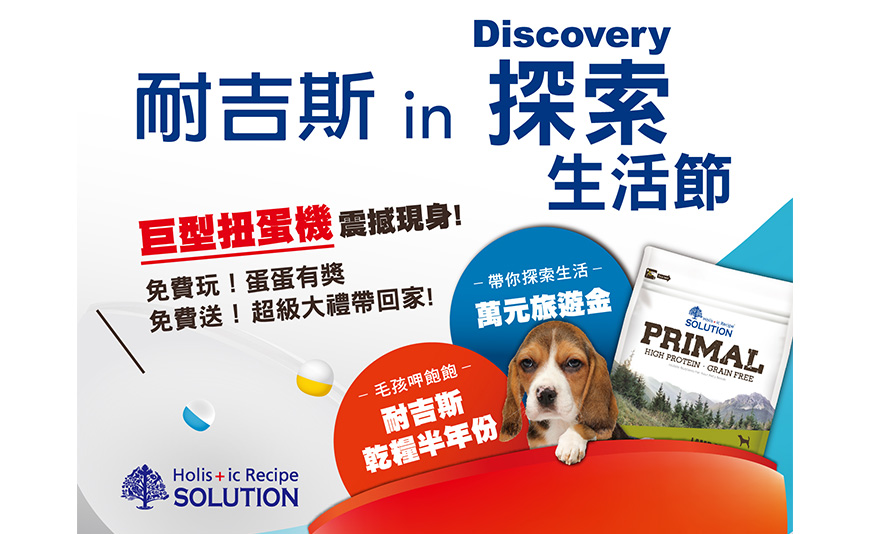 Discovery
耐吉斯 in 探索
生活節
巨型扭蛋機 震撼現身!
免費玩!蛋蛋有獎
免費送!超級大禮帶回家!
– 帶你探索生活 –
萬元旅遊金
– 毛孩呷飽飽 –
耐吉斯
乾糧半年份
Holis+ic Recipe
SOLUTION
Holis+ic Recipe
SOLUTION
PRIMAL
HIGH PROTEIN · GRAIN FREE